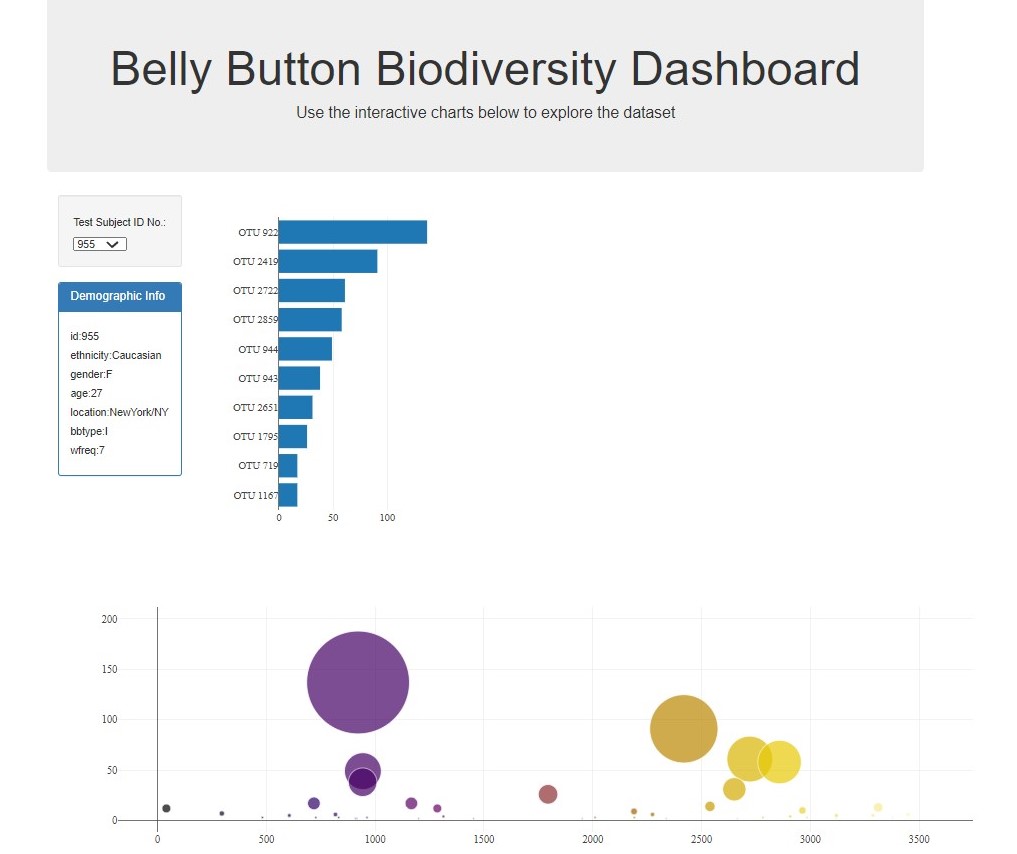 Belly Button Biodiversity Dashboard
Use the interactive charts below to explore the dataset
Test Subject ID No.:
955
Demographic Info
id:955
ethnicity:Caucasian
gender:F
age:27
location:NewYork/NY
bbtype:I
wfreq:7
OTU 922
OTU 2419
OTU 2722
OTU 2859
OTU 944
OTU 943
OTU 2651
OTU 1795
OTU 719
OTU 1167
0 50 100
200
150
100
50
0
0 500 1000 1500 2000 2500 3000 3500